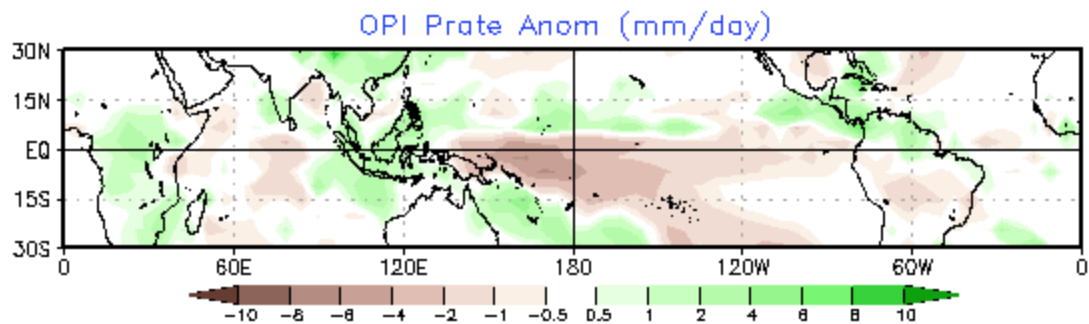 OPI Prate Anom (mm/day)
30N
15N
EQ
15S
30S
0 60E 120E 180 120W 60W 0
-10 -8 -6 -4 -2 -1 -0.5 0.5 1 2 4 6 8 10